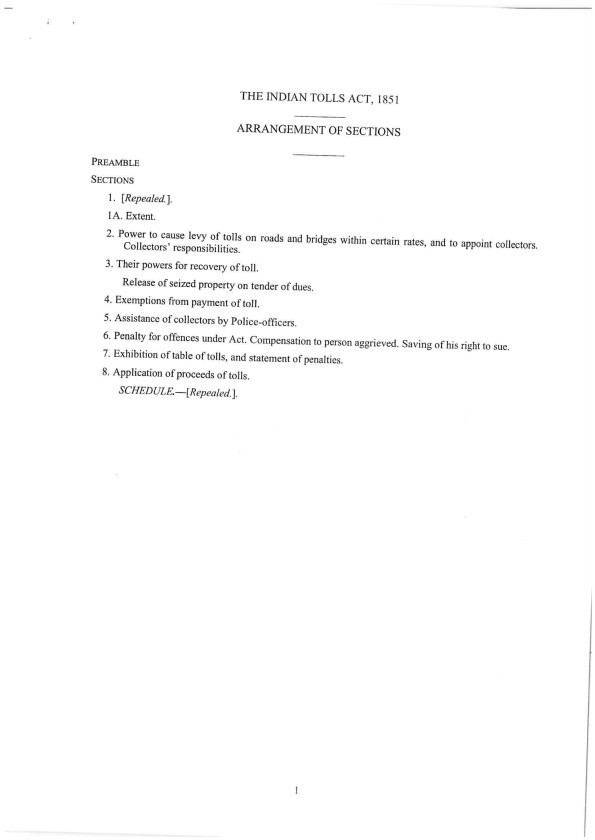 THE INDIAN TOLLS ACT, 1851
ARRANGEMENT OF SECTIONS
PREAMBLE
SECTIONS
1. [Repealed.].
1A. Extent.
2. Power to cause levy of tolls on roads and bridges within certain rates, and to appoint collectors.
Collectors' responsibilities.
3. Their powers for recovery of toll.
Release of seized property on tender of dues.
4. Exemptions from payment of toll.
5. Assistance of collectors by Police-officers.
6. Penalty for offences under Act. Compensation to person aggrieved. Saving of his right to sue.
7. Exhibition of table of tolls, and statement of penalties.
8. Application of proceeds of tolls.
SCHEDULE.—[Repealed.].
1